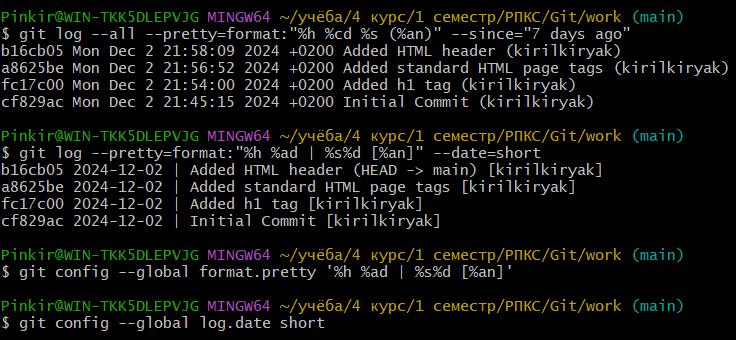 Pinkir@WIN-TKK5DLEPVJG MINGW64 ~/учёба/4 курс/1 семестр/РПКС/Git/work (main)
$ git log --all --pretty=format:"%h %cd %s (%an)" --since="7 days ago"
b16cb05 Mon Dec 2 21:58:09 2024 +0200 Added HTML header (kirilkiryak)
a8625be Mon Dec 2 21:56:52 2024 +0200 Added standard HTML page tags (kirilkiryak)
fc17c00 Mon Dec 2 21:54:00 2024 +0200 Added h1 tag (kirilkiryak)
cf829ac Mon Dec 2 21:45:15 2024 +0200 Initial Commit (kirilkiryak)
Pinkir@WIN-TKK5DLEPVJG MINGW64 ~/учёба/4 курс/1 семестр/РПКС/Git/work (main)
$ git log --pretty=format:"%h %ad | %s%d [%an]" --date=short
b16cb05 2024-12-02 | Added HTML header (HEAD -> main) [kirilkiryak]
a8625be 2024-12-02 | Added standard HTML page tags [kirilkiryak]
fc17c00 2024-12-02 | Added h1 tag [kirilkiryak]
cf829ac 2024-12-02 | Initial Commit [kirilkiryak]
Pinkir@WIN-TKK5DLEPVJG MINGW64 ~/учёба/4 курс/1 семестр/РПКС/Git/work (main)
$ git config --global format.pretty '%h %ad | %s%d [%an]'
Pinkir@WIN-TKK5DLEPVJG MINGW64 ~/учёба/4 курс/1 семестр/РПКС/Git/work (main)
$ git config --global log.date short